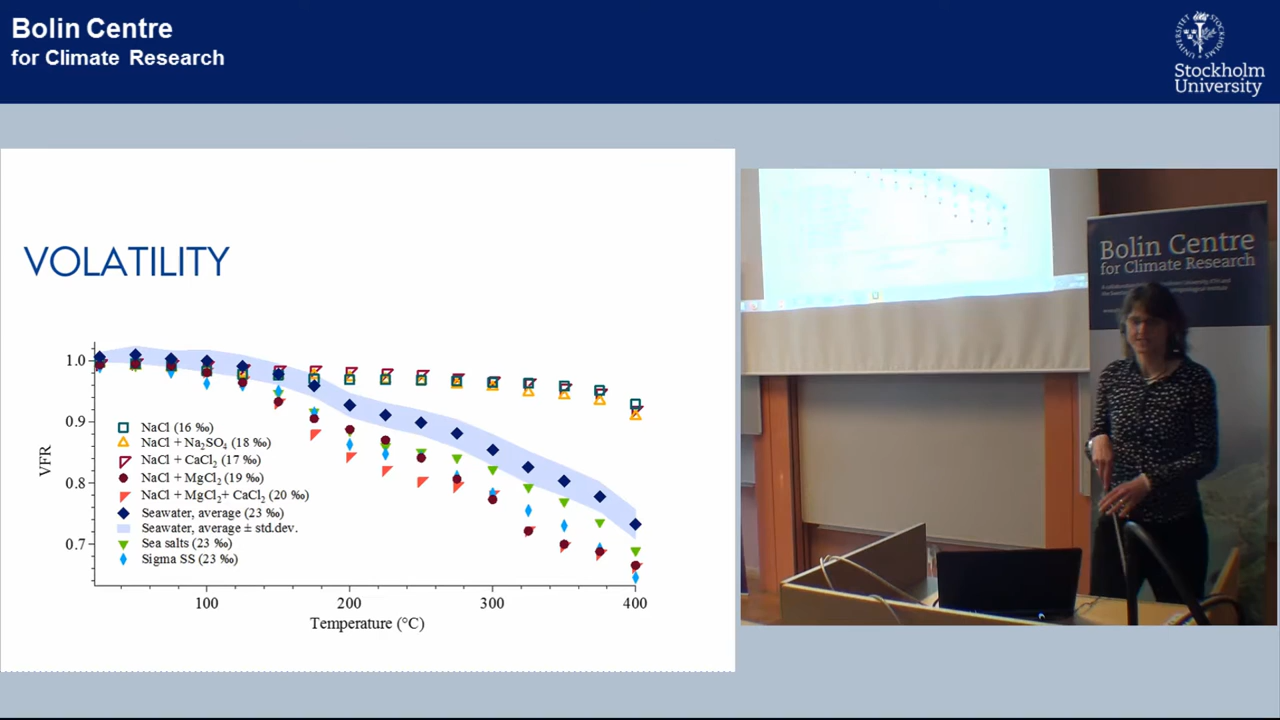 Bolin Centre
for Climate Research
Stockholm
University
VOLATILITY
VFR
1.0
0.9
0.8
0.7
NaCl (16 ‰)
NaCl + Na₂SO₄ (18 ‰)
NaCl + CaCl₂ (17 ‰)
NaCl + MgCl₂ (19 ‰)
NaCl + MgCl₂+ CaCl₂ (20 ‰)
Seawater, average (23 ‰)
Seawater, average ± std.dev.
Sea salts (23 ‰)
Sigma SS (23 ‰)
100 200 300 400
Temperature (°C)
Bolin Centre
for Climate Research